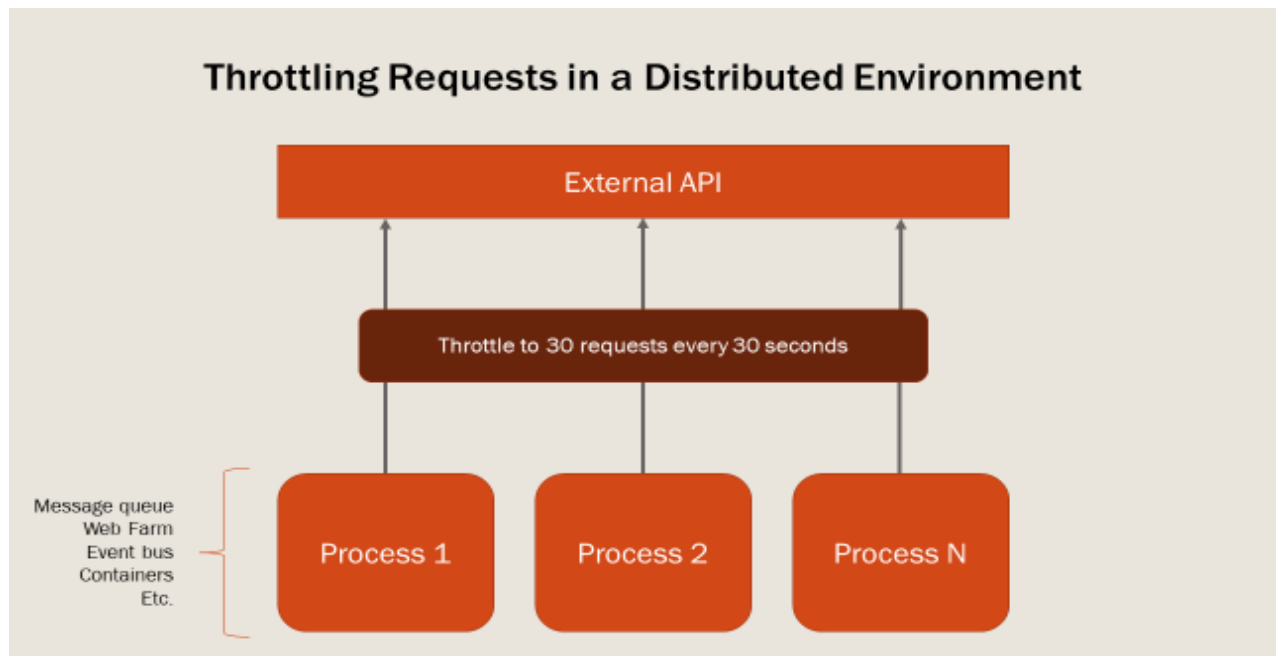 Throttling Requests in a Distributed Environment
External API
Throttle to 30 requests every 30 seconds
Message queue
Web Farm
Event bus
Containers
Etc.
Process 1
Process 2
Process N